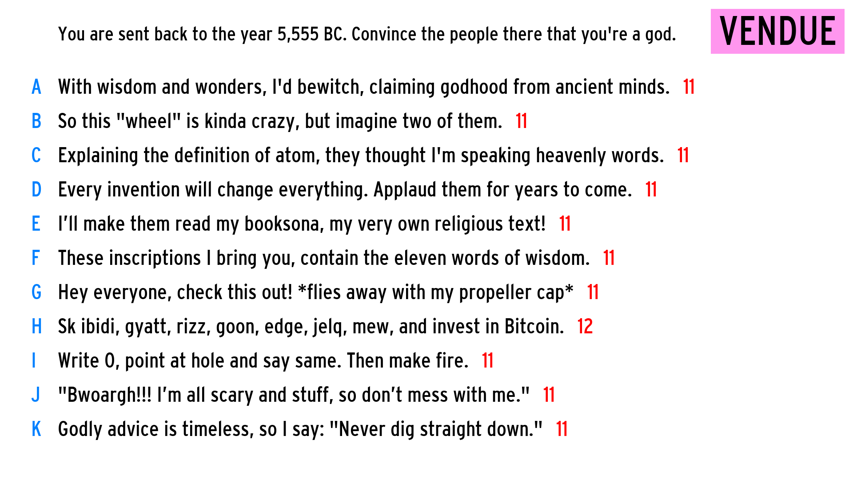 You are sent back to the year 5,555 BC. Convince the people there that you're a god.
VENDUE
A With wisdom and wonders, I'd bewitch, claiming godhood from ancient minds. 11
B So this "wheel" is kinda crazy, but imagine two of them. 11
C Explaining the definition of atom, they thought I'm speaking heavenly words. 11
D Every invention will change everything. Applaud them for years to come. 11
E I’ll make them read my booksona, my very own religious text! 11
F These inscriptions I bring you, contain the eleven words of wisdom. 11
G Hey everyone, check this out! *flies away with my propeller cap* 11
H Sk ibidi, gyatt, rizz, goon, edge, jelq, mew, and invest in Bitcoin. 12
I Write O, point at hole and say same. Then make fire. 11
J "Bwoargh!!! I’m all scary and stuff, so don’t mess with me." 11
K Godly advice is timeless, so I say: "Never dig straight down." 11